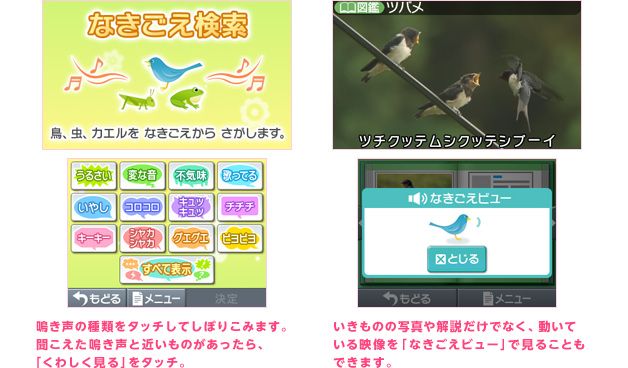 なきごえ検索
鳥、虫、カエルを なきごえから さがします。
うるさい
変な音
不気味
歌ってる
いやし
コロコロ
キュッ
キュッ
チチチ
キーキー
シャカ
シャカ
グエグエ
ピヨピヨ
すべて表示
もどる
メニュー
決定
鳴き声の種類をタッチしてしぼりこみます。
聞こえた鳴き声と近いものがあったら、
「くわしく見る」をタッチ。
図鑑 ツバメ
ツチクッテムシクッテシブーイ
なきごえビュー
とじる
もどる
メニュー
いきものの写真や解説だけでなく、動いて
いる映像を「なきごえビュー」で見ることも
できます。